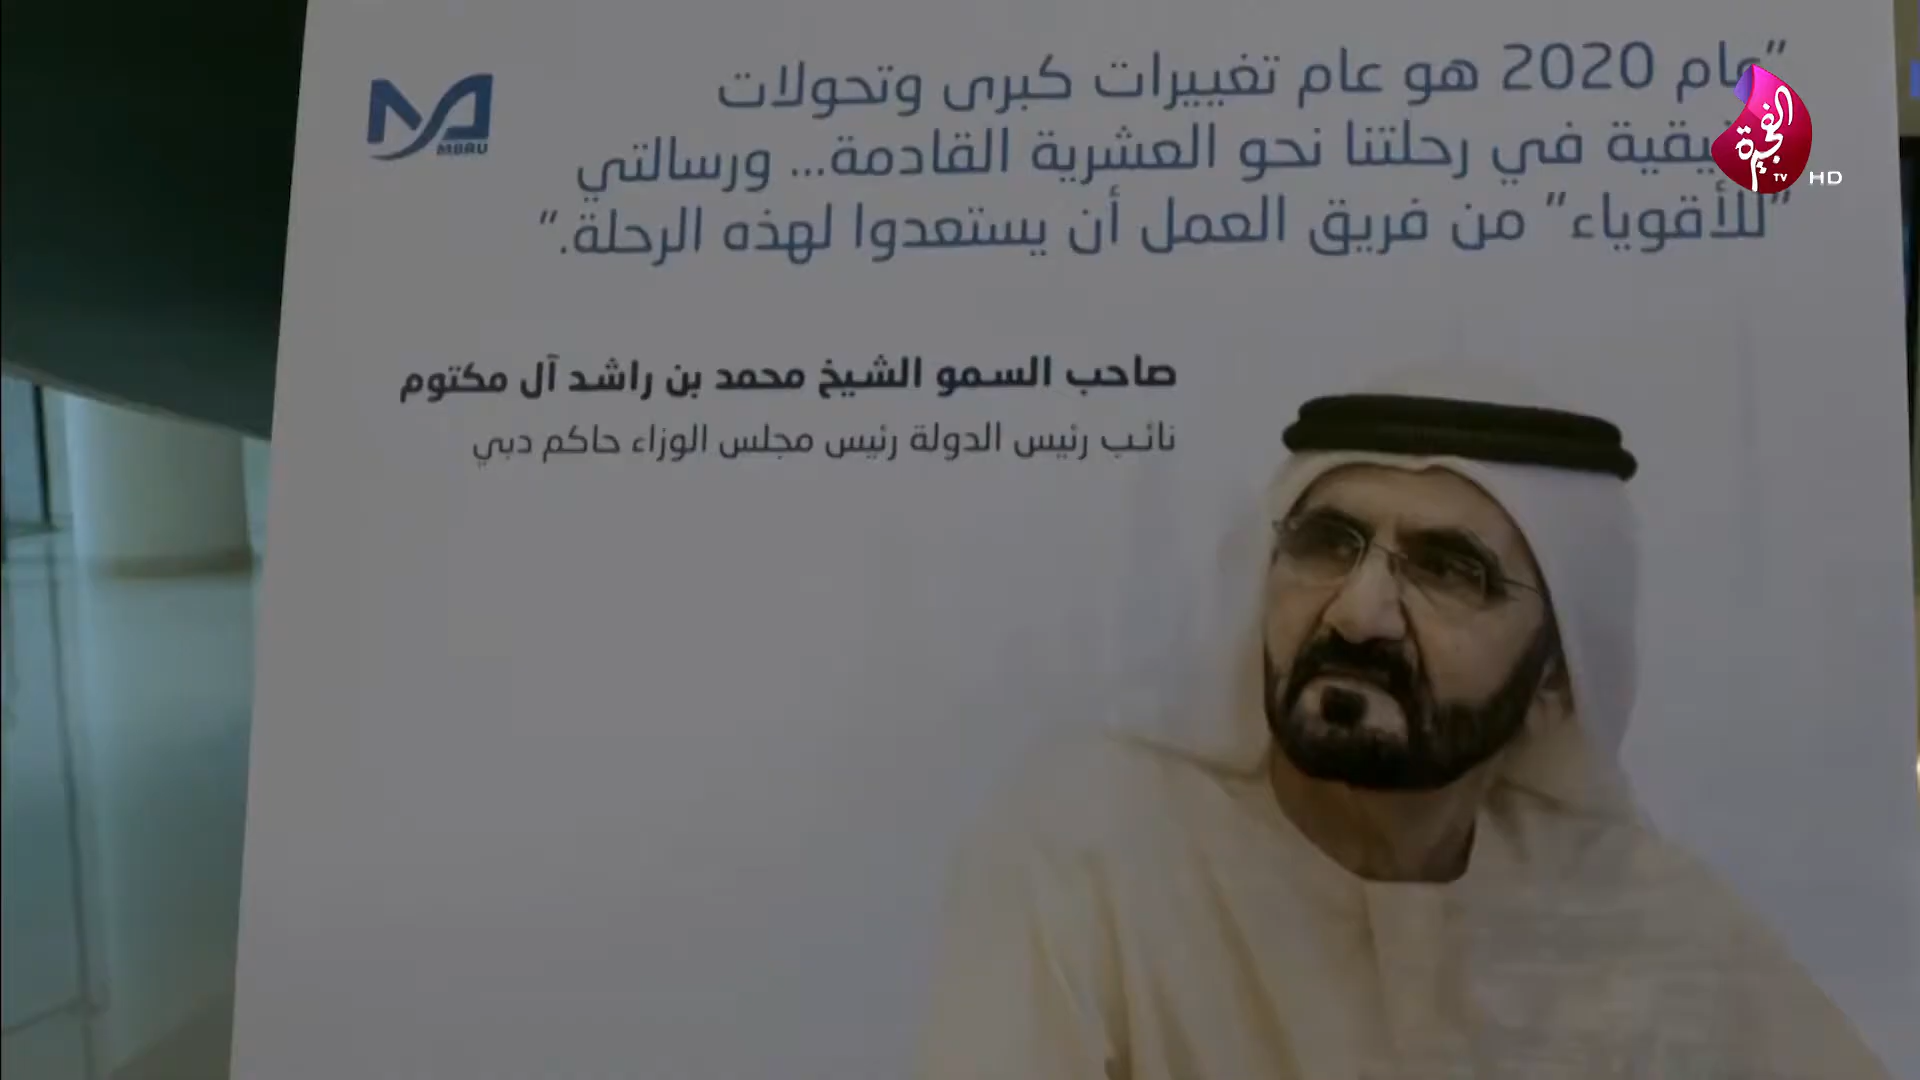 ”عام 2020 هو عام تغييرات كبرى وتحولات
في رحلتنا نحو العشرية القادمة... ورسالتي
”للأقوياء” من فريق العمل أن يستعدوا لهذه الرحلة.”
MBRU
صاحب السمو الشيخ محمد بن راشد آل مكتوم
نائب رئيس الدولة رئيس مجلس الوزاء حاكم دبي
الفجيرة
TV HD